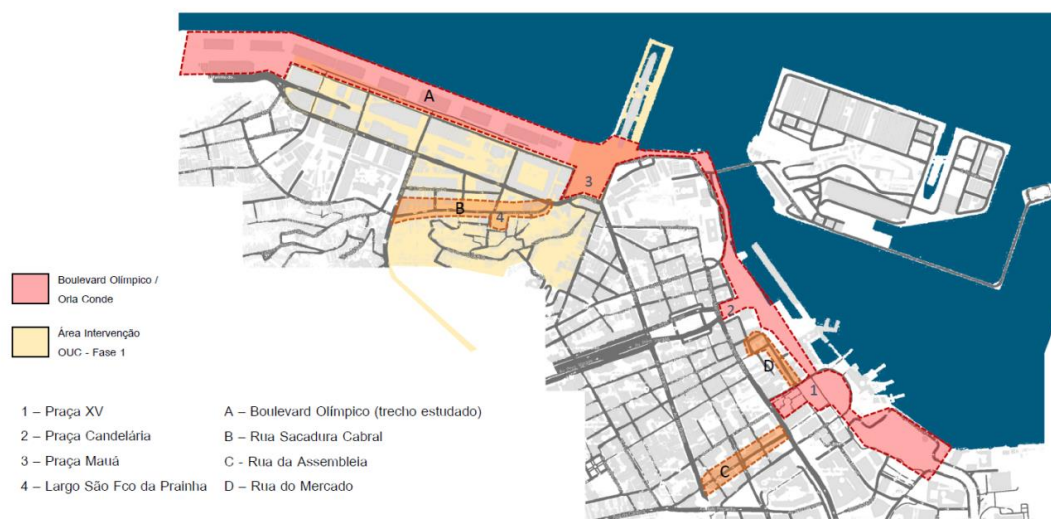 A
3
B
4
2
D
1
C
Boulevard Olímpico /
Orla Conde
Área Intervenção
OUC - Fase 1
1 – Praça XV
2 – Praça Candelária
3 – Praça Mauá
4 – Largo São Fco da Prainha
A – Boulevard Olímpico (trecho estudado)
B – Rua Sacadura Cabral
C - Rua da Assembleia
D – Rua do Mercado